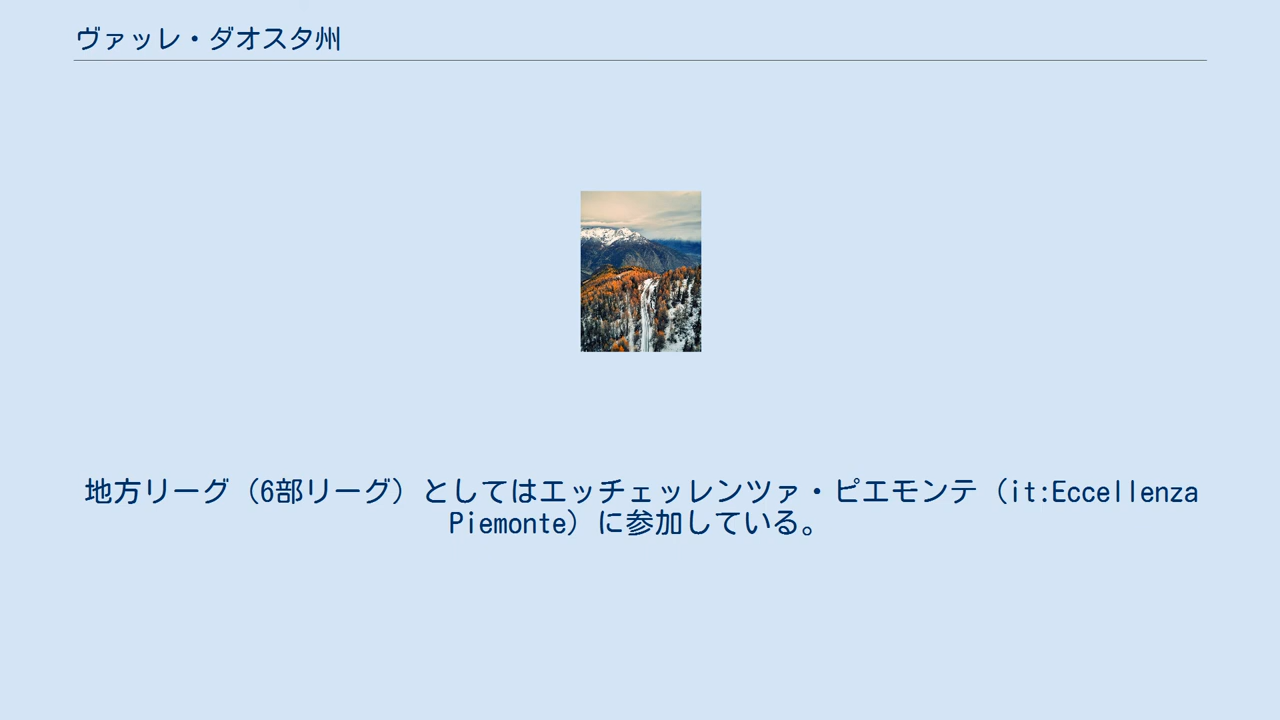 ヴァッレ・ダオスタ州
地方リーグ（6部リーグ）としてはエッチェッレンツァ・ピエモンテ（it:Eccellenza
Piemonte）に参加している。